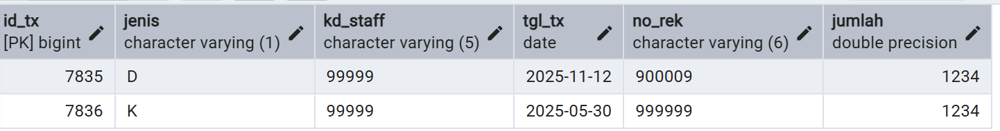 id_tx jenis kd_staff tgl_tx no_rek jumlah
[PK] bigint character varying (1) character varying (5) date character varying (6) double precision
7835 D 99999 2025-11-12 900009 1234
7836 K 99999 2025-05-30 999999 1234